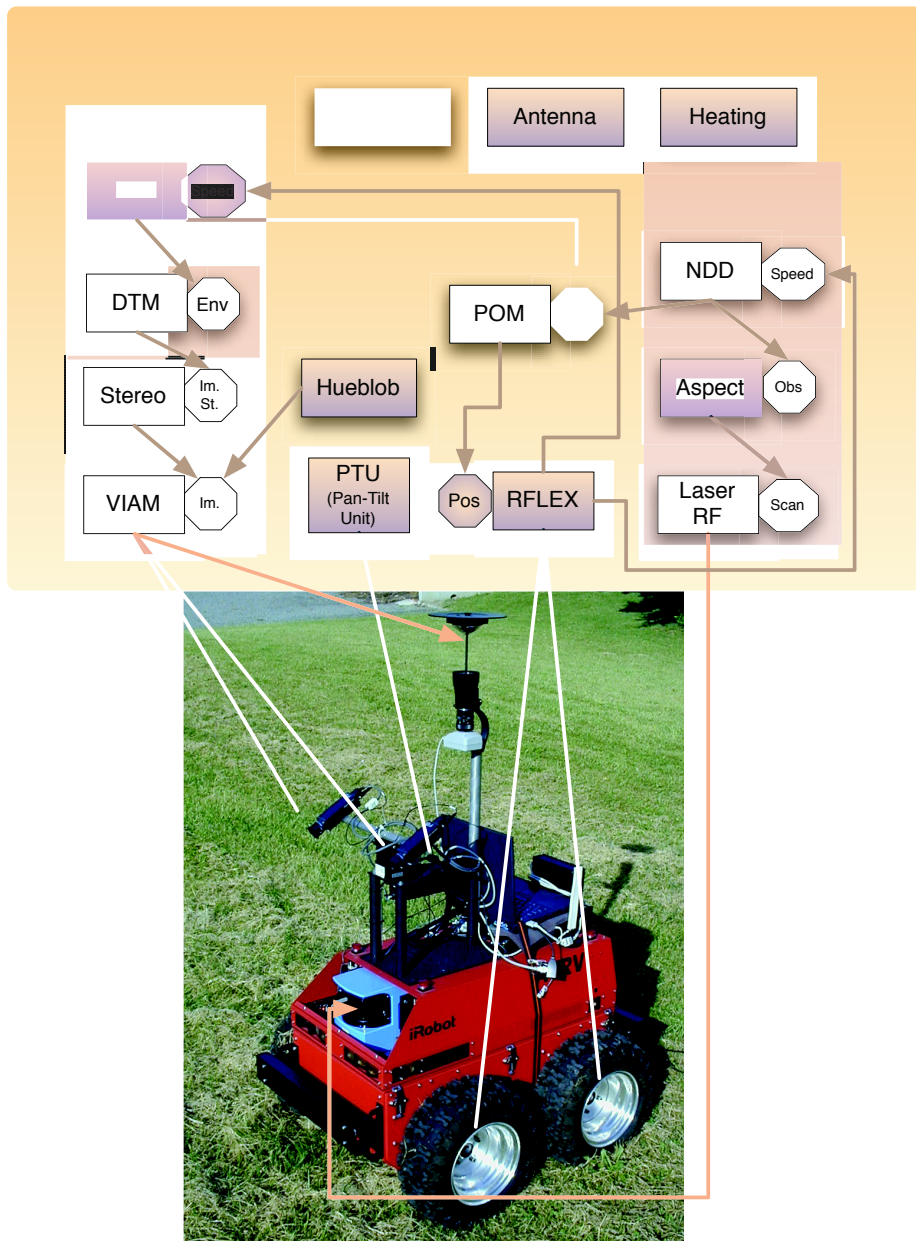 Antenna
Heating
Speed
NDD
Speed
DTM
Env
POM
Stereo
Im.
St.
Hueblob
Aspect
Obs
VIAM
Im.
PTU
(Pan-Tilt
Unit)
Pos
RFLEX
Laser
RF
Scan
iRobot